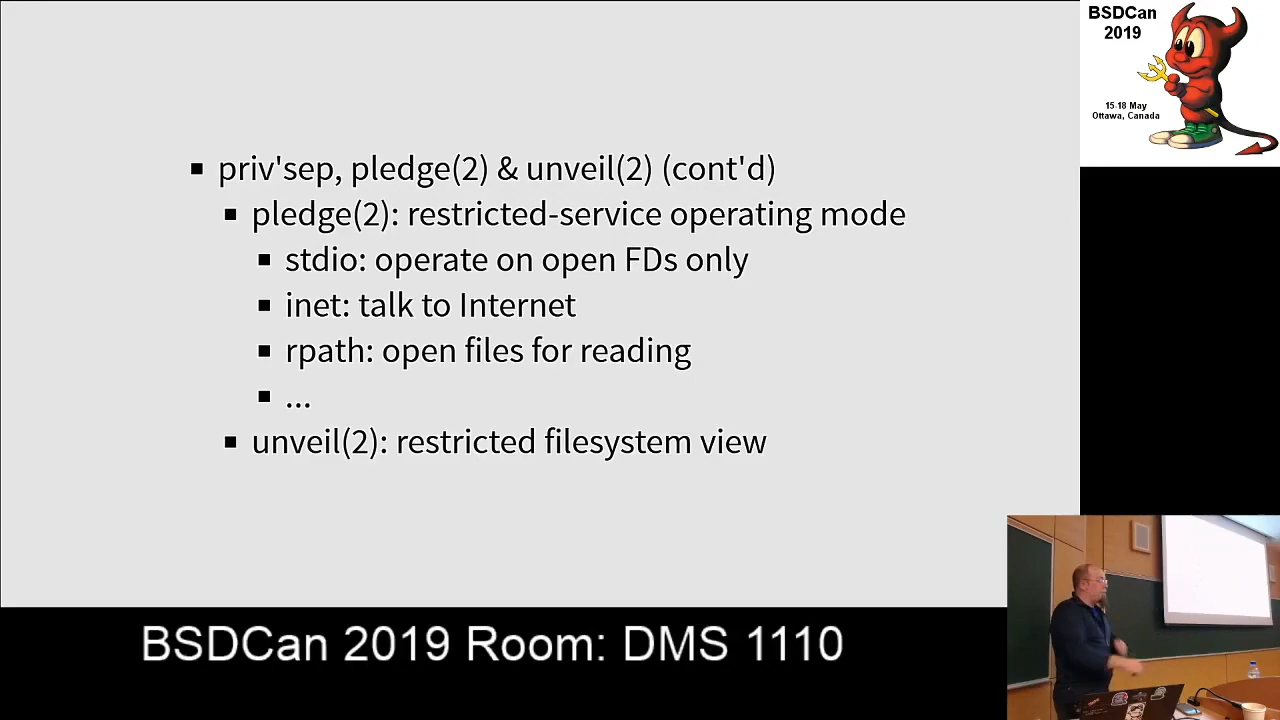 ▪ priv'sep, pledge(2) & unveil(2) (cont'd)
▪ pledge(2): restricted-service operating mode
▪ stdio: operate on open FDs only
▪ inet: talk to Internet
▪ rpath: open files for reading
▪ ...
▪ unveil(2): restricted filesystem view
BSDCan
2019
15-18 May
Ottawa, Canada
BSDCan 2019 Room: DMS 1110